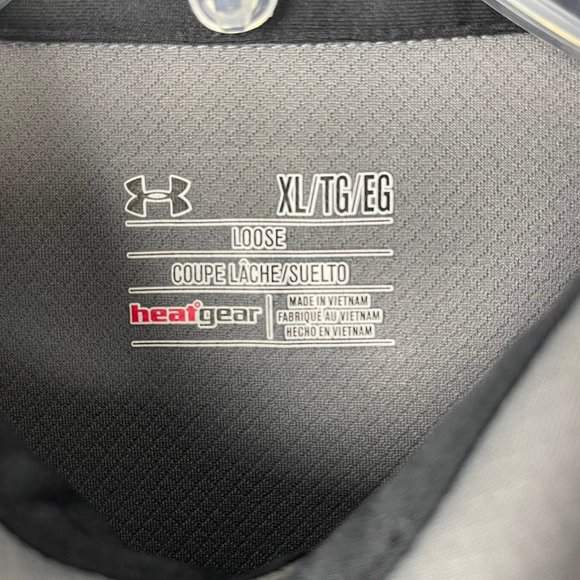 XL/TG/EG
LOOSE
COUPE LÂCHE/SUELTO
heatgear
MADE IN VIETNAM
FABRIQUÉ AU VIETNAM
HECHO EN VIETNAM